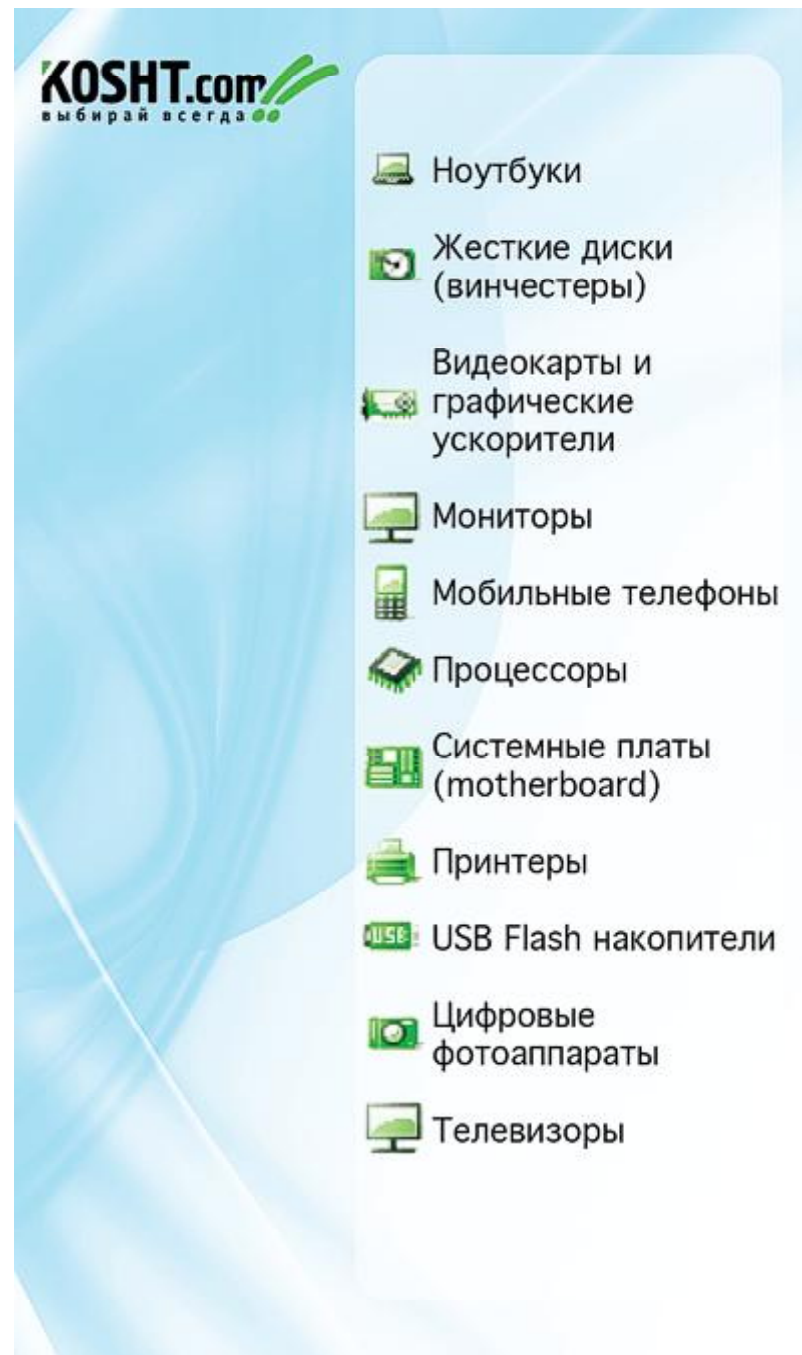 KOSHT.com
выбирай всегда
Ноутбуки
Жесткие диски
(винчестеры)
Видеокарты и
графические
ускорители
Мониторы
Мобильные телефоны
Процессоры
Системные платы
(motherboard)
Принтеры
USB
USB Flash накопители
Цифровые
фотоаппараты
Телевизоры